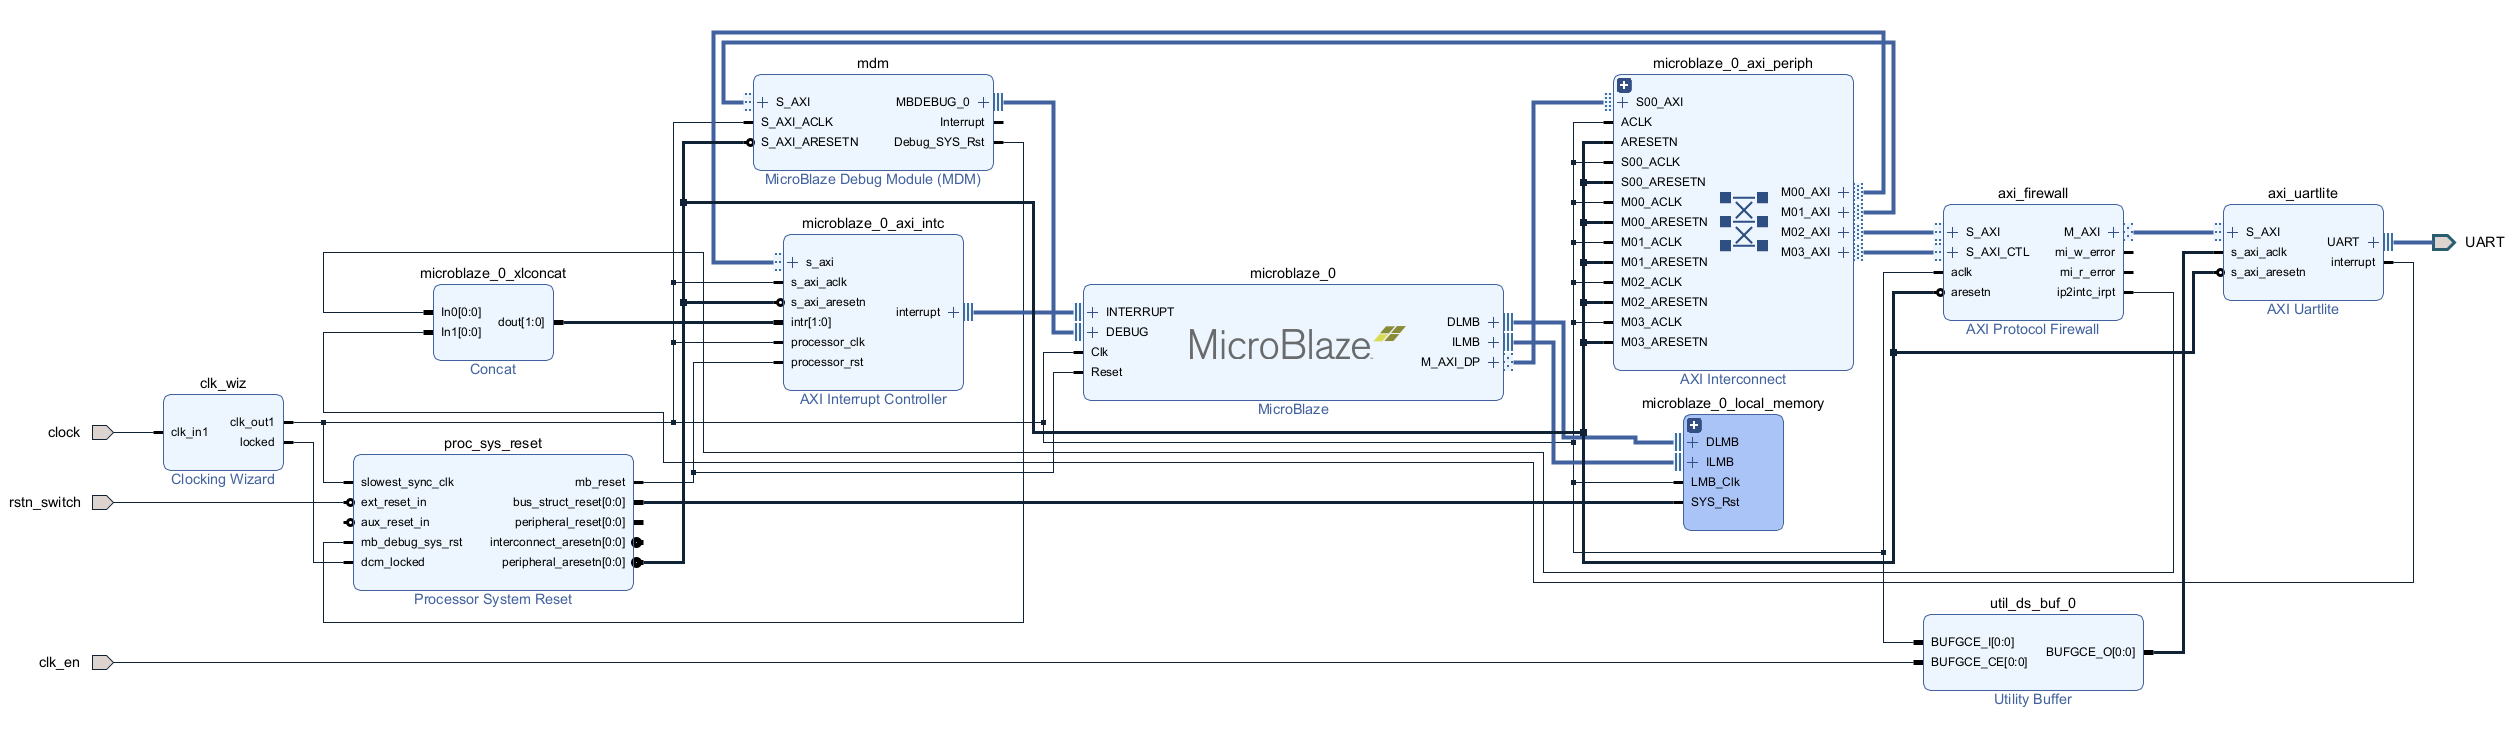 clock
rstn_switch
clk_en
clk_wiz
clk_in1
clk_out1
locked
Clocking Wizard
proc_sys_reset
slowest_sync_clk
ext_reset_in
aux_reset_in
mb_debug_sys_rst
dcm_locked
mb_reset
bus_struct_reset[0:0]
peripheral_reset[0:0]
interconnect_aresetn[0:0]
peripheral_aresetn[0:0]
Processor System Reset
microblaze_0_xlconcat
In0[0:0]
In1[0:0]
dout[1:0]
Concat
mdm
S_AXI
S_AXI_ACLK
S_AXI_ARESETN
MBDEBUG_0
Interrupt
Debug_SYS_Rst
MicroBlaze Debug Module (MDM)
microblaze_0_axi_intc
s_axi
s_axi_aclk
s_axi_aresetn
intr[1:0]
processor_clk
processor_rst
interrupt
AXI Interrupt Controller
microblaze_0
INTERRUPT
DEBUG
Clk
Reset
MicroBlaze
DLMB
ILMB
M_AXI_DP
MicroBlaze
microblaze_0_axi_periph
S00_AXI
ACLK
ARESETN
S00_ACLK
S00_ARESETN
M00_ACLK
M00_ARESETN
M01_ACLK
M01_ARESETN
M02_ACLK
M02_ARESETN
M03_ACLK
M03_ARESETN
M00_AXI
M01_AXI
M02_AXI
M03_AXI
AXI Interconnect
microblaze_0_local_memory
DLMB
ILMB
LMB_Clk
SYS_Rst
axi_firewall
S_AXI
S_AXI_CTL
aclk
aresetn
M_AXI
mi_w_error
mi_r_error
ip2intc_irpt
AXI Protocol Firewall
axi_uartlite
S_AXI
s_axi_aclk
s_axi_aresetn
UART
interrupt
AXI Uartlite
UART
util_ds_buf_0
BUFGCE_I[0:0]
BUFGCE_CE[0:0]
BUFGCE_O[0:0]
Utility Buffer